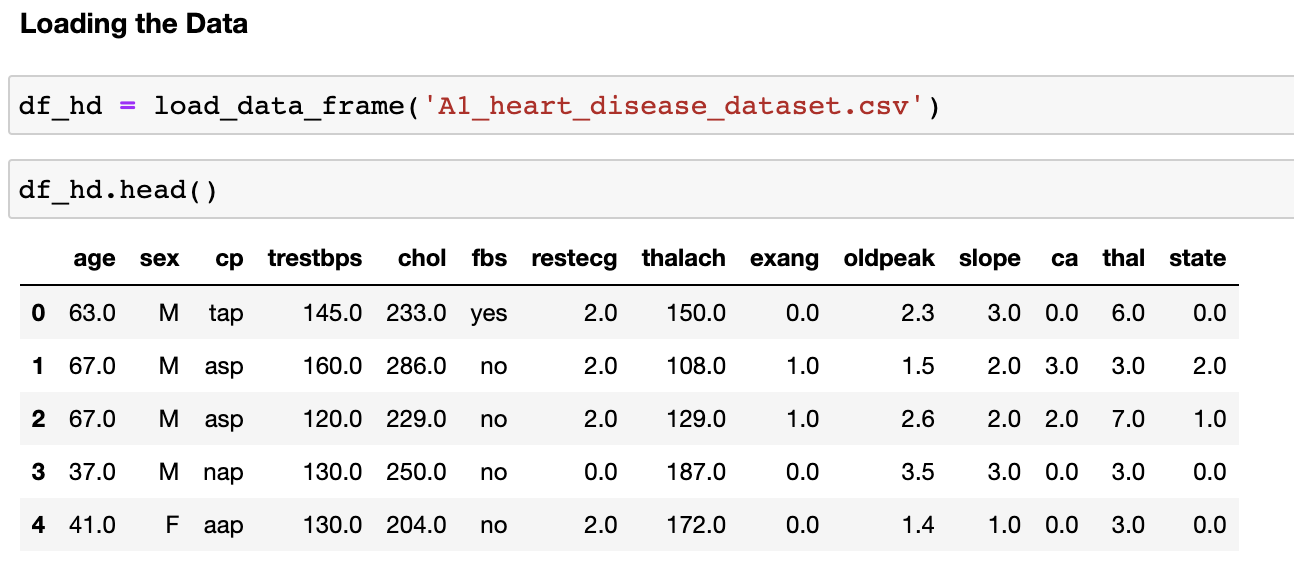 Loading the Data
df_hd = load_data_frame('A1_heart_disease_dataset.csv')
df_hd.head()
age sex cp trestbps chol fbs restecg thalach exang oldpeak slope ca thal state
0 63.0 M tap 145.0 233.0 yes 2.0 150.0 0.0 2.3 3.0 0.0 6.0 0.0
1 67.0 M asp 160.0 286.0 no 2.0 108.0 1.0 1.5 2.0 3.0 3.0 2.0
2 67.0 M asp 120.0 229.0 no 2.0 129.0 1.0 2.6 2.0 2.0 7.0 1.0
3 37.0 M nap 130.0 250.0 no 0.0 187.0 0.0 3.5 3.0 0.0 3.0 0.0
4 41.0 F aap 130.0 204.0 no 2.0 172.0 0.0 1.4 1.0 0.0 3.0 0.0